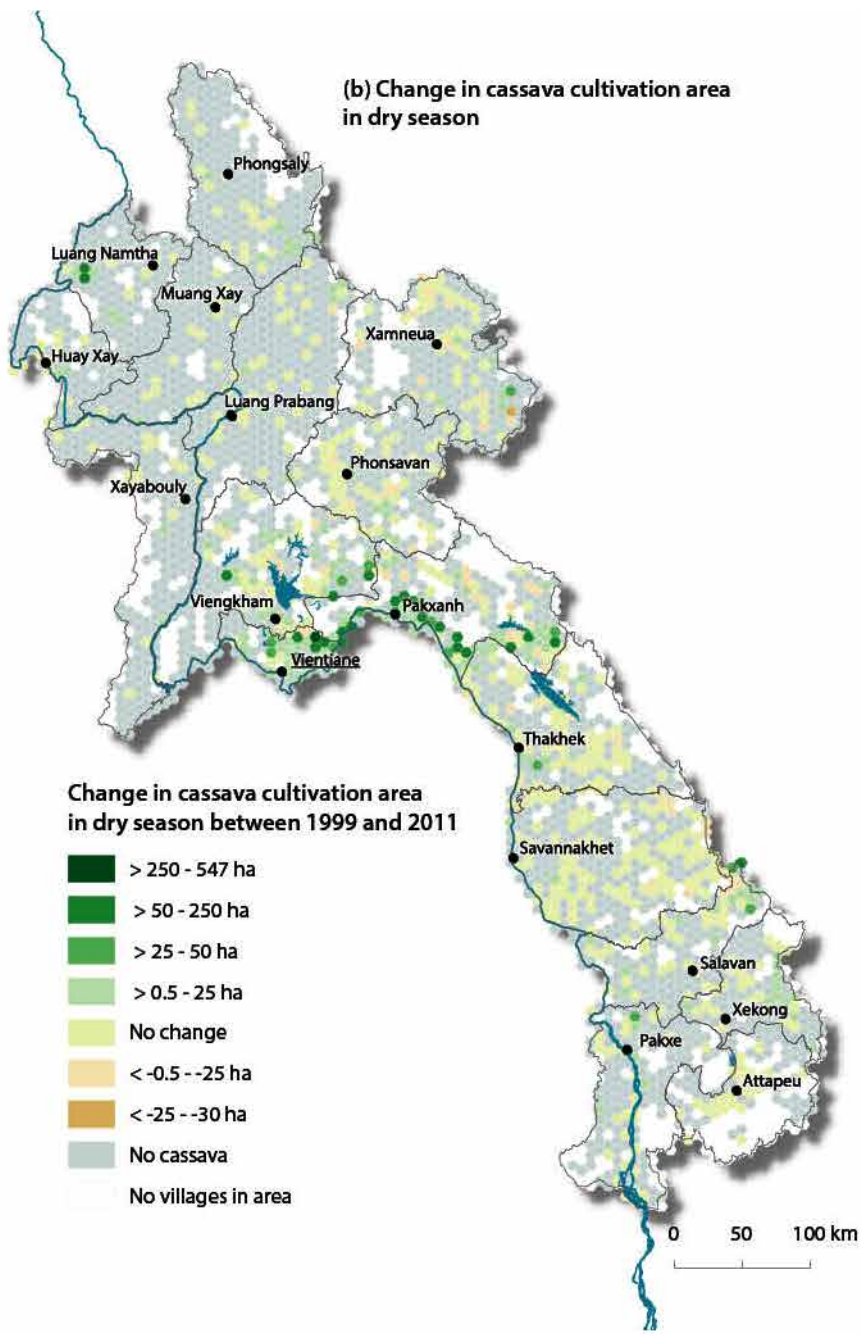 (b) Change in cassava cultivation area
in dry season
Phongsaly
Luang Namtha
Muang Xay
Xamneua
Huay Xay
Luang Prabang
Phonsavan
Xayabouly
Viengkham
Pakxanh
Vientiane
Thakhek
Change in cassava cultivation area
in dry season between 1999 and 2011
Savannakhet
> 250 - 547 ha
> 50 - 250 ha
> 25 - 50 ha
> 0.5 - 25 ha
No change
< -0.5 - -25 ha
< -25 - -30 ha
No cassava
No villages in area
Salavan
Xekong
Pakxe
Attapeu
0 50 100 km